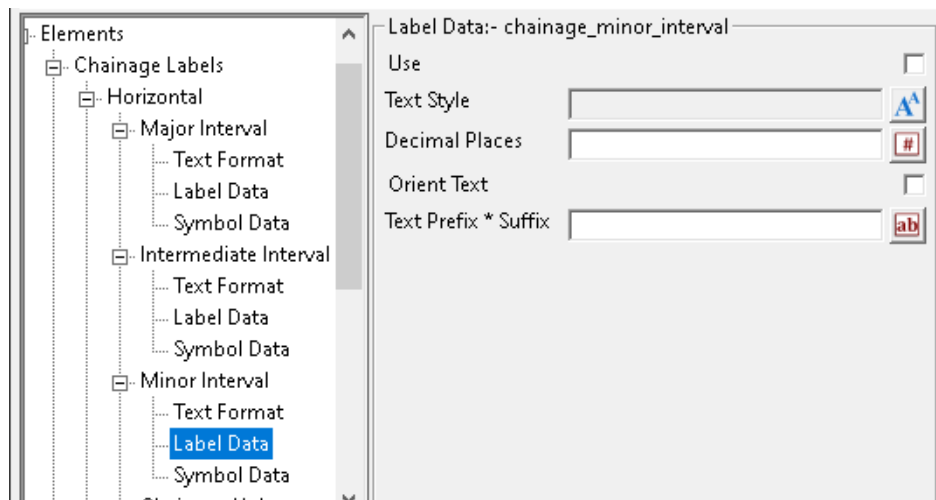 Elements
Chainage Labels
Horizontal
Major Interval
Text Format
Label Data
Symbol Data
Intermediate Interval
Text Format
Label Data
Symbol Data
Minor Interval
Text Format
Label Data
Symbol Data
Label Data:- chainage_minor_interval
Use
Text Style
AA
Decimal Places
#
Orient Text
Text Prefix * Suffix
ab